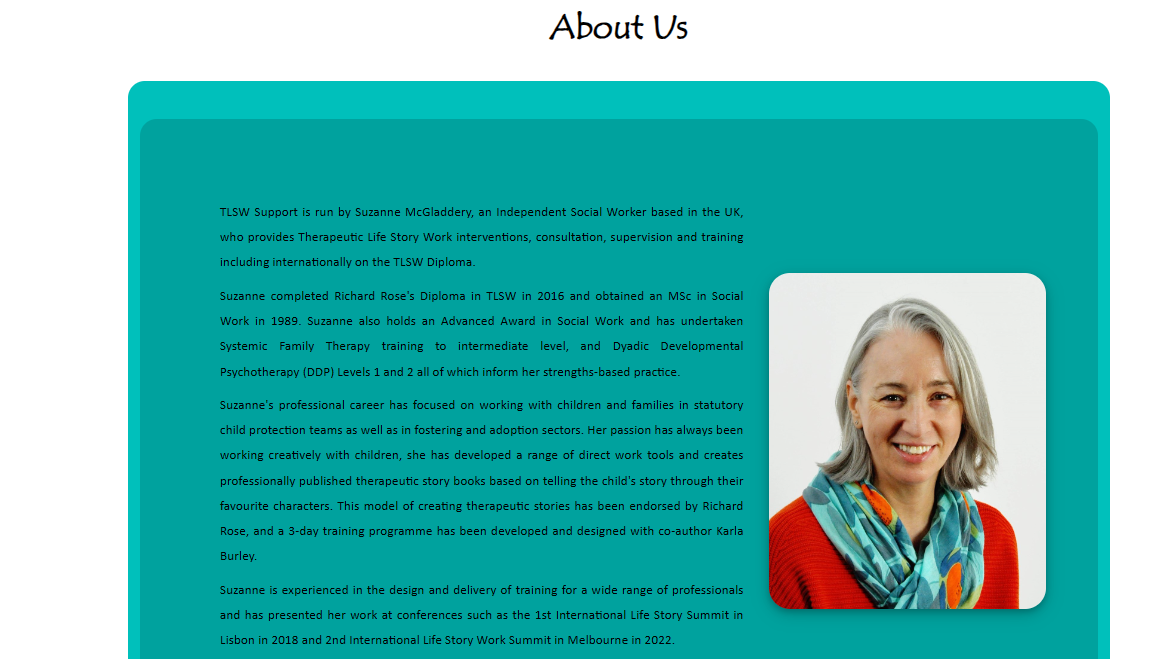 About Us
TLSW Support is run by Suzanne McGladdery, an Independent Social Worker based in the UK,
who provides Therapeutic Life Story Work interventions, consultation, supervision and training
including internationally on the TLSW Diploma.
Suzanne completed Richard Rose's Diploma in TLSW in 2016 and obtained an MSc in Social
Work in 1989. Suzanne also holds an Advanced Award in Social Work and has undertaken
Systemic Family Therapy training to intermediate level, and Dyadic Developmental
Psychotherapy (DDP) Levels 1 and 2 all of which inform her strengths-based practice.
Suzanne's professional career has focused on working with children and families in statutory
child protection teams as well as in fostering and adoption sectors. Her passion has always been
working creatively with children, she has developed a range of direct work tools and creates
professionally published therapeutic story books based on telling the child's story through their
favourite characters. This model of creating therapeutic stories has been endorsed by Richard
Rose, and a 3-day training programme has been developed and designed with co-author Karla
Burley.
Suzanne is experienced in the design and delivery of training for a wide range of professionals
and has presented her work at conferences such as the 1st International Life Story Summit in
Lisbon in 2018 and 2nd International Life Story Work Summit in Melbourne in 2022.